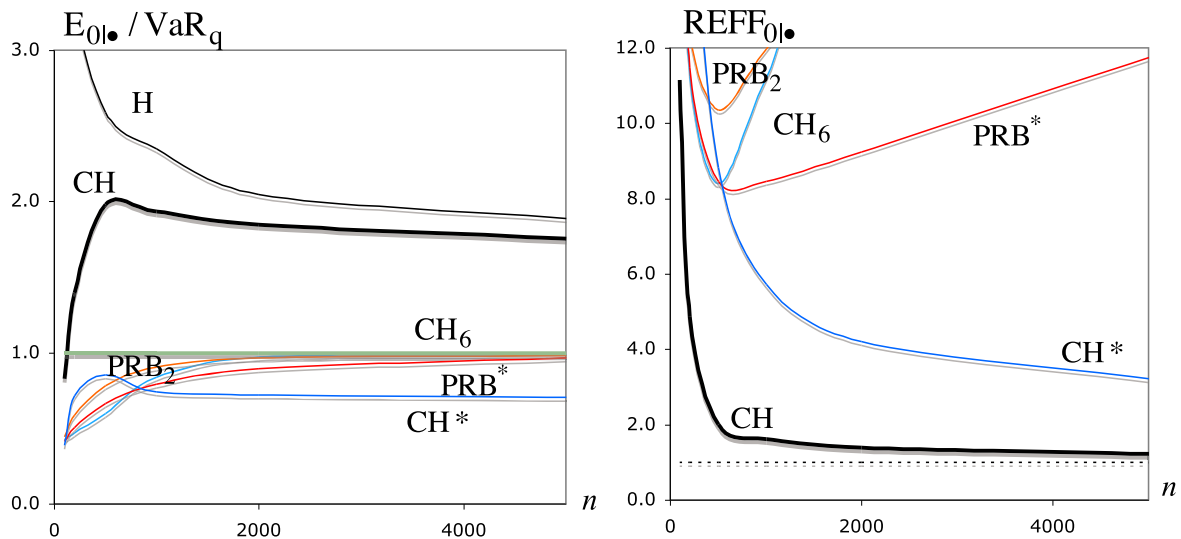 E0|• / VaRq
3.0
H
CH
2.0
CH6
1.0
PRB2
PRB*
CH*
0.0
0
2000
4000
n
REFF0|•
12.0
PRB2
CH6
PRB*
10.0
8.0
6.0
4.0
CH*
CH
2.0
0.0
0
2000
4000
n